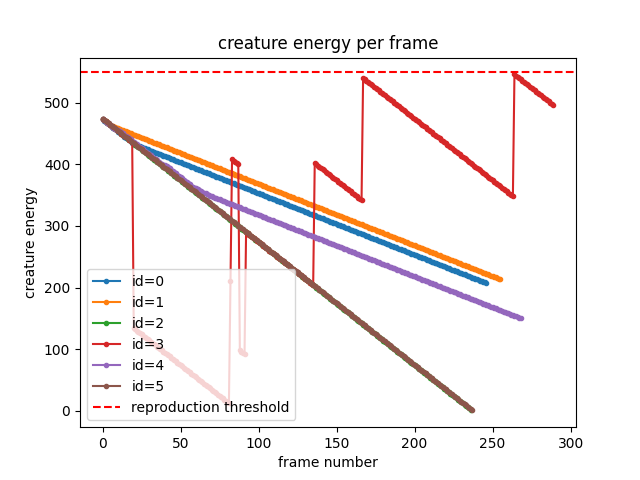 creature energy per frame
creature energy
500
400
300
200
100
0
id=0
id=1
id=2
id=3
id=4
id=5
reproduction threshold
0
50
100
150
200
250
300
frame number